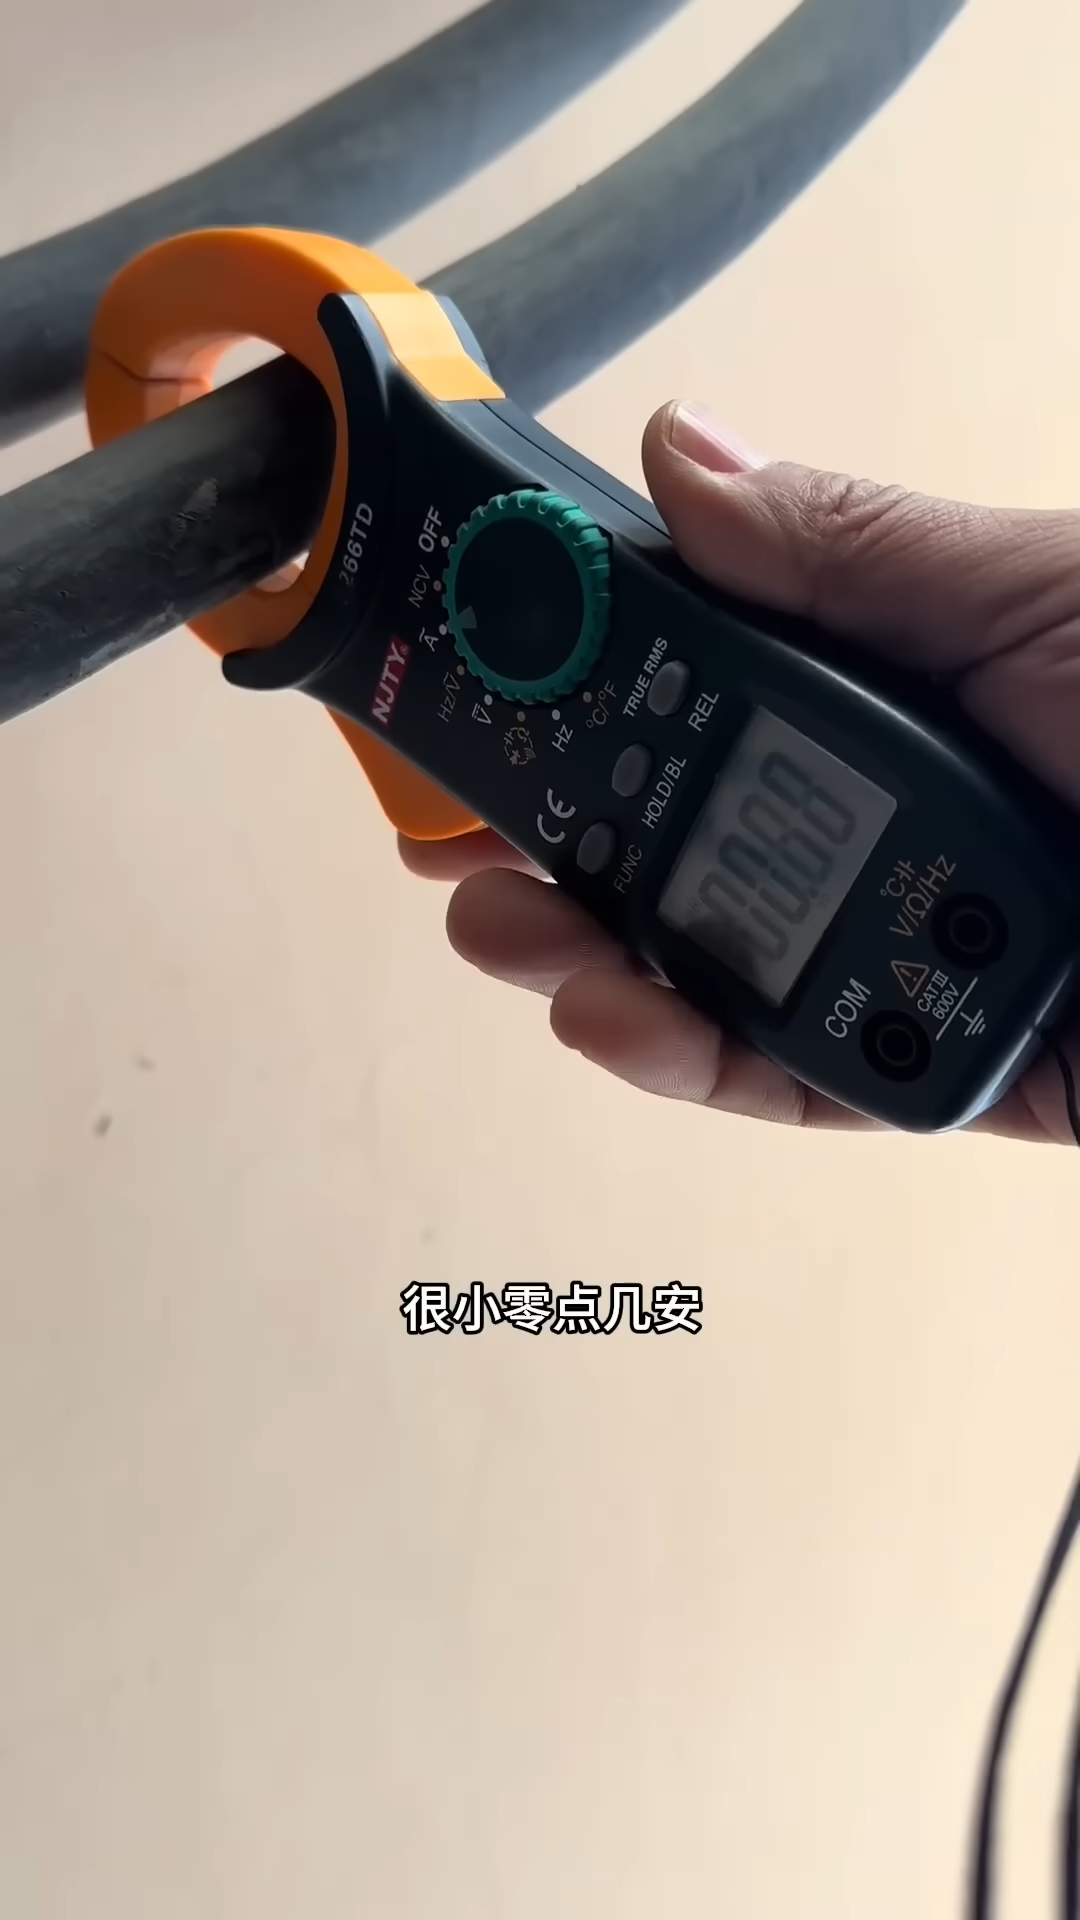 266TD
OFF
NCV
Ã
Hz/Ṽ
Hz
°C/°F
NJTY
TRUE RMS
REL
HOLD/BL
FUNC
CE
°C
V/Ω/Hz
COM
CAT III
600V
很小零点几安